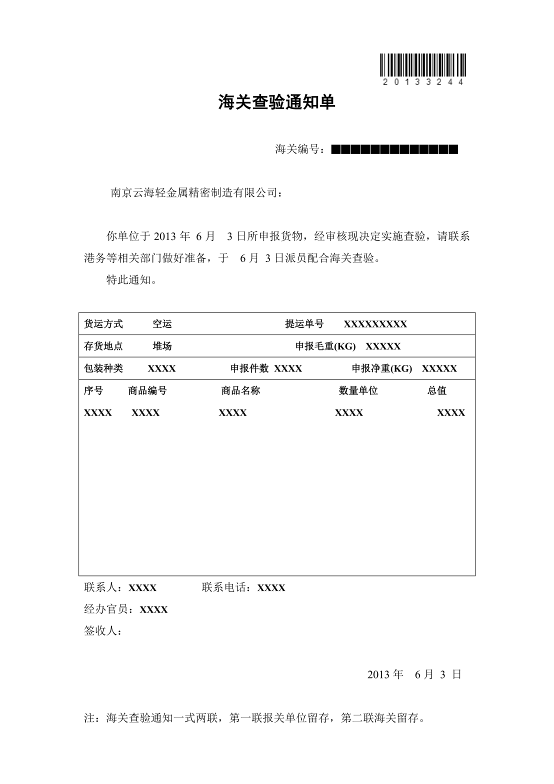 20133244
海关查验通知单
海关编号：
南京云海轻金属精密制造有限公司：
你单位于 2013 年 6 月 3 日所申报货物，经审核现决定实施查验，请联系
港务等相关部门做好准备，于 6 月 3 日派员配合海关查验。
特此通知。
货运方式 空运 提运单号 XXXXXXXXX
存货地点 堆场 申报毛重(KG) XXXXX
包装种类 XXXX 申报件数 XXXX 申报净重(KG) XXXXX
序号 商品编号 商品名称 数量单位 总值
XXXX XXXX XXXX XXXX XXXX
联系人：XXXX 联系电话：XXXX
经办官员：XXXX
签收人：
2013 年 6 月 3 日
注：海关查验通知一式两联，第一联报关单位留存，第二联海关留存。